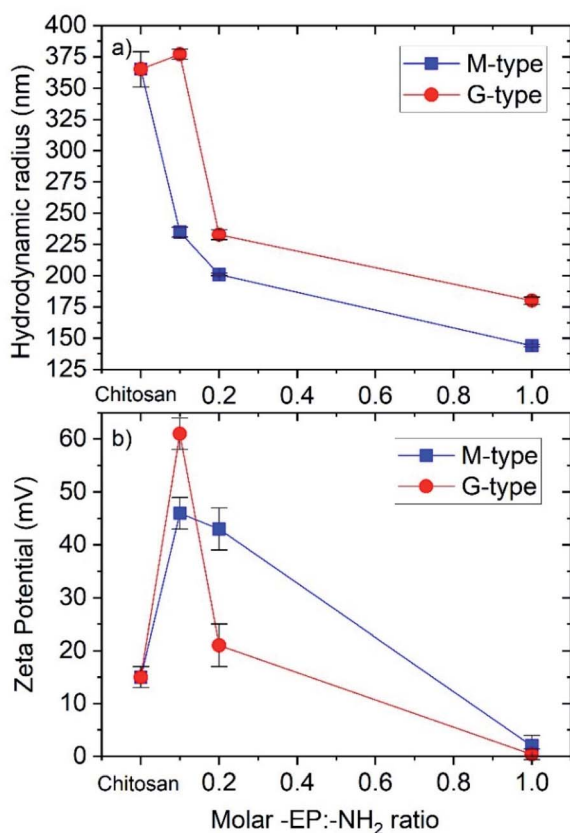 a)
M-type
G-type
Hydrodynamic radius (nm)
400
375
350
325
300
275
250
225
200
175
150
125
Chitosan 0.2 0.4 0.6 0.8 1.0
b)
M-type
G-type
Zeta Potential (mV)
60
50
40
30
20
10
0
Chitosan 0.2 0.4 0.6 0.8 1.0
Molar -EP:-NH₂ ratio